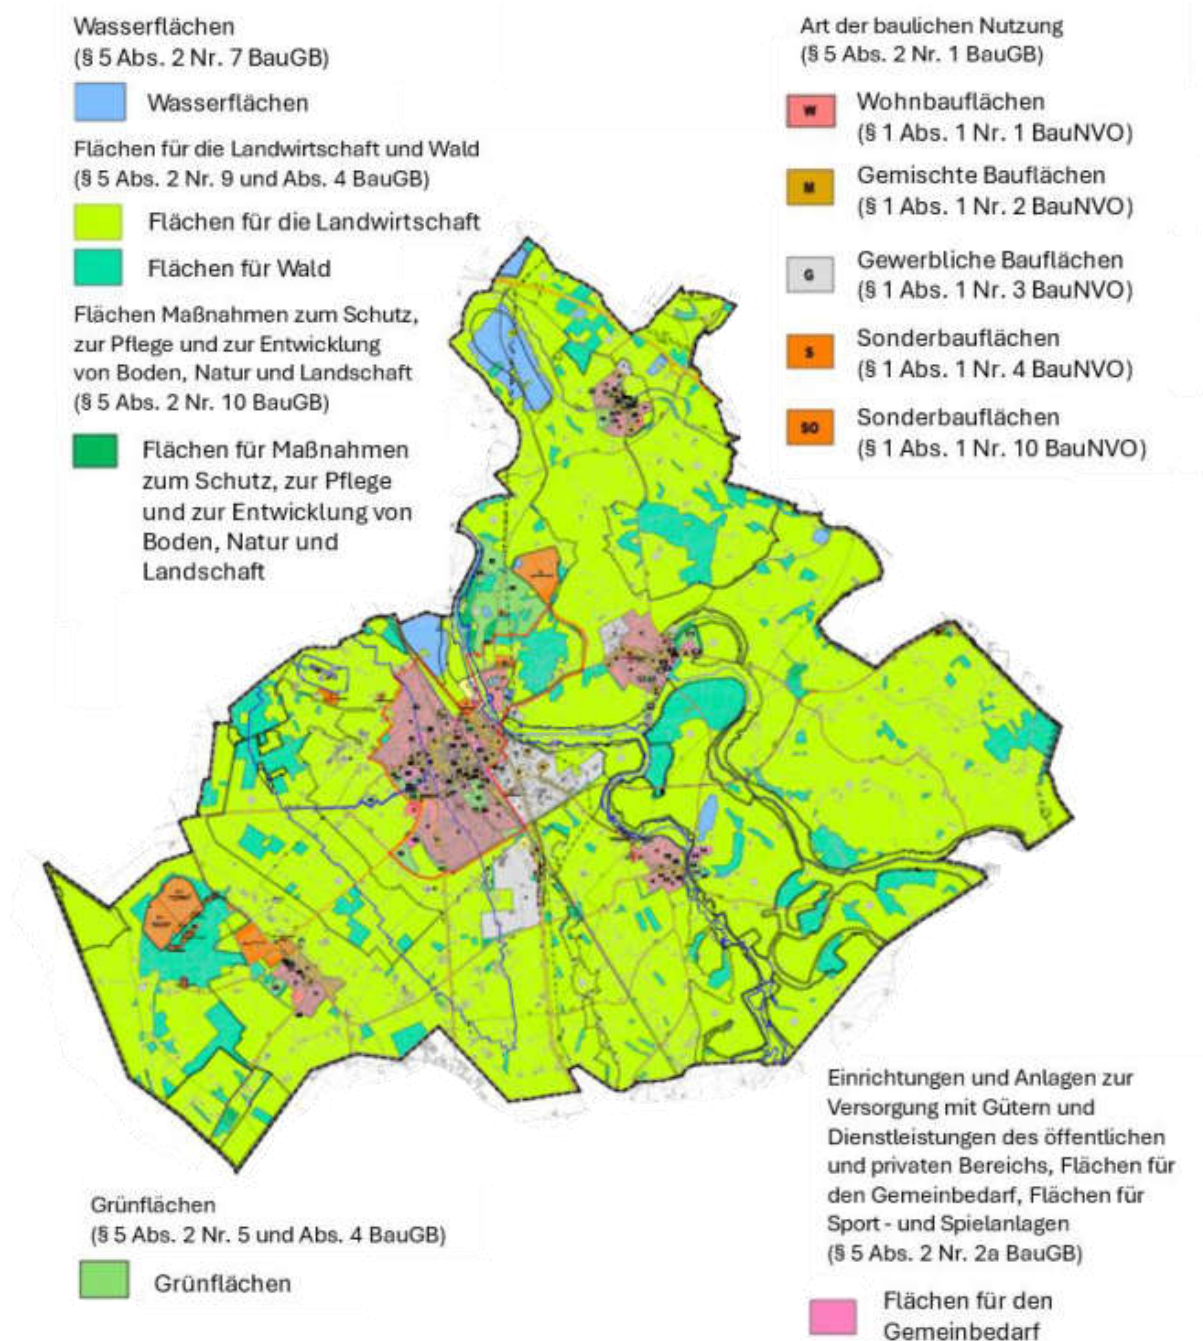 Wasserflächen
(§ 5 Abs. 2 Nr. 7 BauGB)
Wasserflächen
Flächen für die Landwirtschaft und Wald
(§ 5 Abs. 2 Nr. 9 und Abs. 4 BauGB)
Flächen für die Landwirtschaft
Flächen für Wald
Flächen Maßnahmen zum Schutz,
zur Pflege und zur Entwicklung
von Boden, Natur und Landschaft
(§ 5 Abs. 2 Nr. 10 BauGB)
Flächen für Maßnahmen
zum Schutz, zur Pflege
und zur Entwicklung von
Boden, Natur und
Landschaft
Art der baulichen Nutzung
(§ 5 Abs. 2 Nr. 1 BauGB)
W
Wohnbauflächen
(§ 1 Abs. 1 Nr. 1 BauNVO)
M
Gemischte Bauflächen
(§ 1 Abs. 1 Nr. 2 BauNVO)
G
Gewerbliche Bauflächen
(§ 1 Abs. 1 Nr. 3 BauNVO)
S
Sonderbauflächen
(§ 1 Abs. 1 Nr. 4 BauNVO)
SO
Sonderbauflächen
(§ 1 Abs. 1 Nr. 10 BauNVO)
Grünflächen
(§ 5 Abs. 2 Nr. 5 und Abs. 4 BauGB)
Grünflächen
Einrichtungen und Anlagen zur
Versorgung mit Gütern und
Dienstleistungen des öffentlichen
und privaten Bereichs, Flächen für
den Gemeinbedarf, Flächen für
Sport - und Spielanlagen
(§ 5 Abs. 2 Nr. 2a BauGB)
Flächen für den
Gemeinbedarf